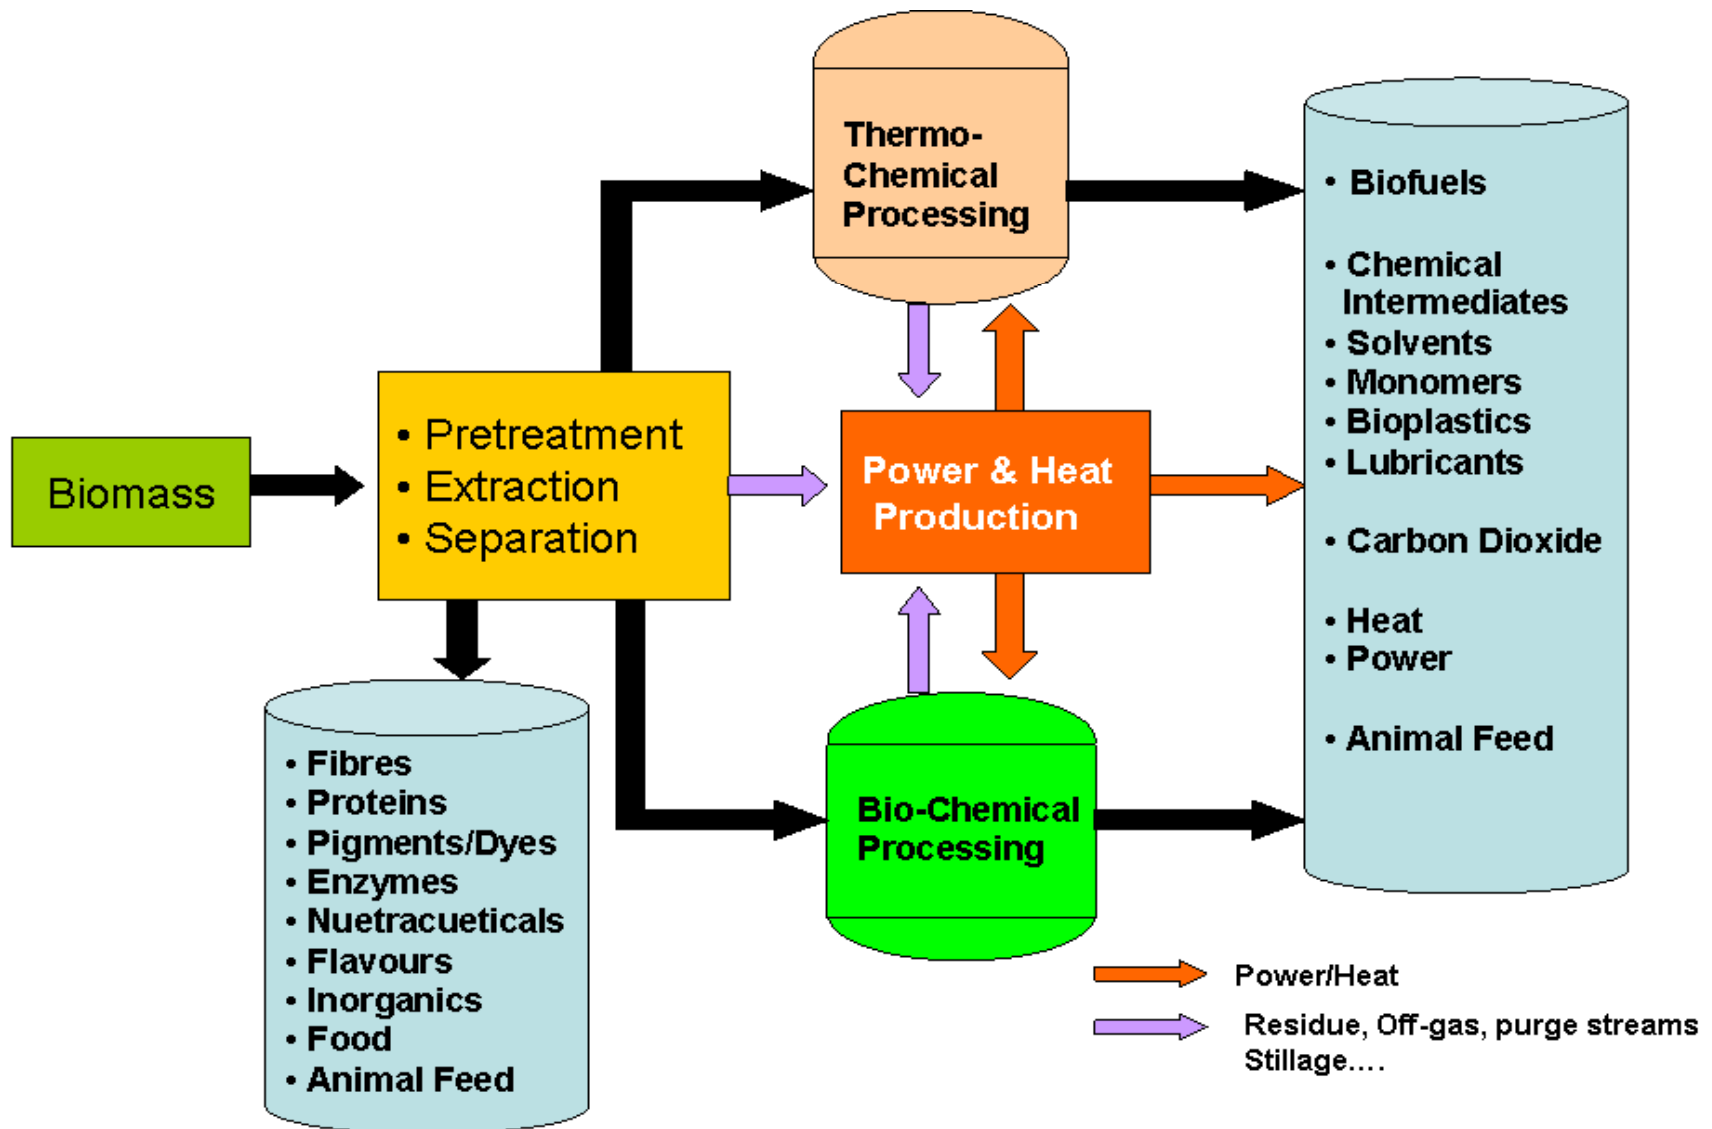 Biomass
• Pretreatment
• Extraction
• Separation
Thermo-
Chemical
Processing
Power & Heat
Production
Bio-Chemical
Processing
• Fibres
• Proteins
• Pigments/Dyes
• Enzymes
• Nuetracueticals
• Flavours
• Inorganics
• Food
• Animal Feed
• Biofuels
• Chemical
Intermediates
• Solvents
• Monomers
• Bioplastics
• Lubricants
• Carbon Dioxide
• Heat
• Power
• Animal Feed
Power/Heat
Residue, Off-gas, purge streams
Stillage....